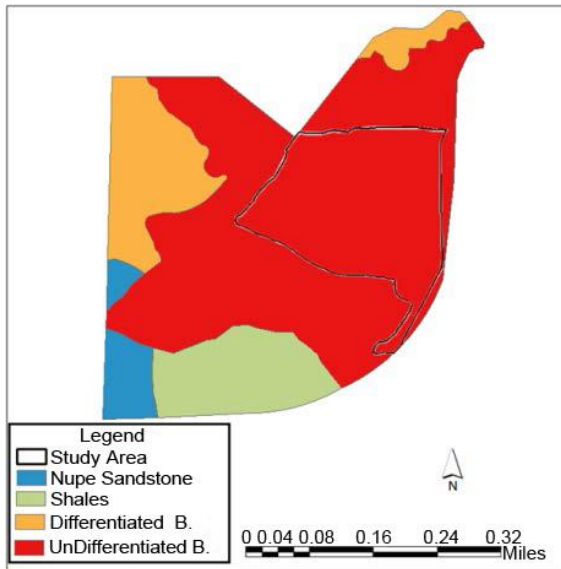 Legend
Study Area
Nupe Sandstone
Shales
Differentiated B.
UnDifferentiated B.
N
0 0.04 0.08 0.16 0.24 0.32
Miles